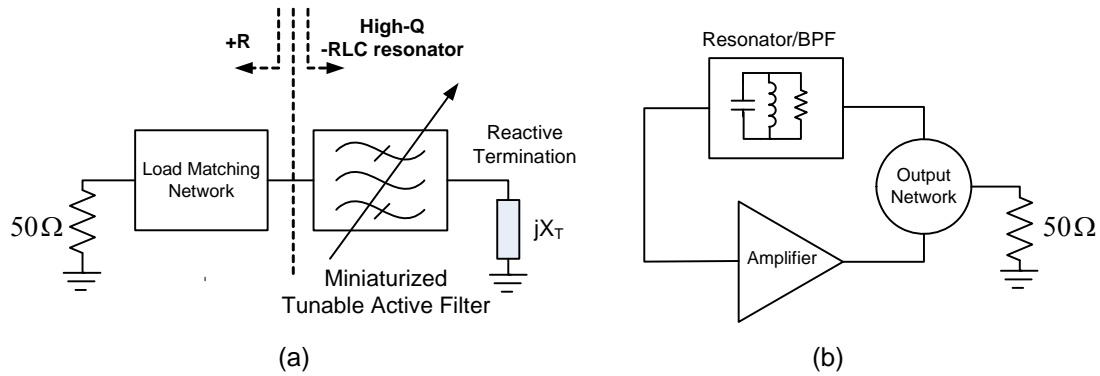 +R
High-Q
-RLC resonator
Load Matching
Network
50Ω
Reactive
Termination
jX_T
Miniaturized
Tunable Active Filter
(a)
Resonator/BPF
Output
Network
Amplifier
50Ω
(b)